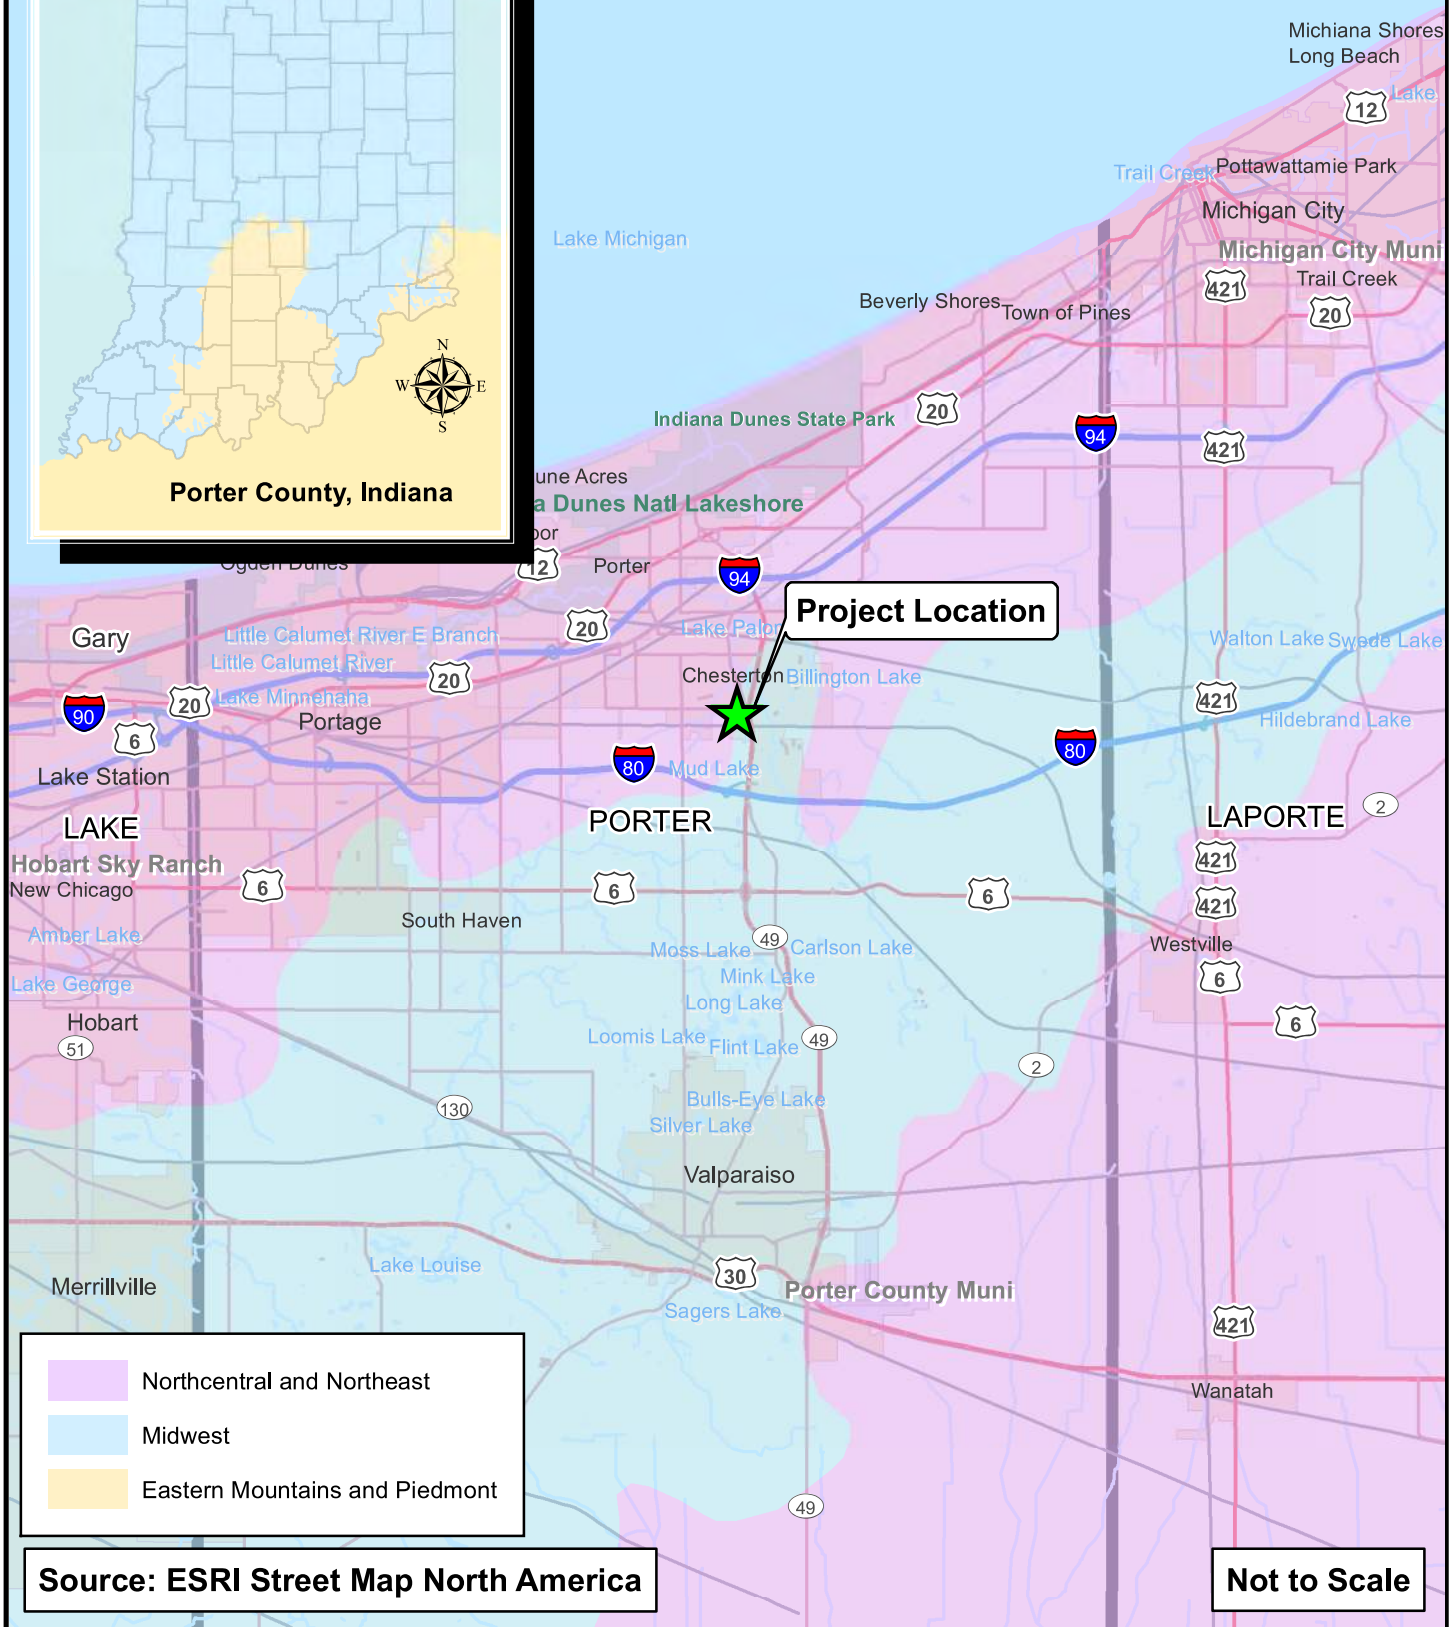 Michiana Shores
Long Beach
Lake
12
Trail Creek
Pottawattamie Park
Michigan City
Lake Michigan
Michigan City Muni
421
Trail Creek
Beverly Shores
Town of Pines
20
N
W E
S
Indiana Dunes State Park
20
94
421
Porter County, Indiana
une Acres
a Dunes Natl Lakeshore
oor
Ogden Dunes
12
Porter
94
Project Location
Gary
Little Calumet River E Branch
20
Lake Palom
Walton Lake
Swede Lake
Little Calumet River
Chesterton
Billington Lake
20
Lake Minnehaha
90
20
Portage
421
Hildebrand Lake
6
80
Mud Lake
80
Lake Station
2
LAKE
PORTER
LAPORTE
Hobart Sky Ranch
421
New Chicago
6
6
6
421
South Haven
Amber Lake
Moss Lake
49
Carlson Lake
Westville
Lake George
Mink Lake
6
Long Lake
Hobart
Loomis Lake
Flint Lake
49
6
51
2
Bulls-Eye Lake
130
Silver Lake
Valparaiso
Lake Louise
Merrillville
30
Porter County Muni
Sagers Lake
421
Northcentral and Northeast
Wanatah
Midwest
Eastern Mountains and Piedmont
49
Source: ESRI Street Map North America
Not to Scale